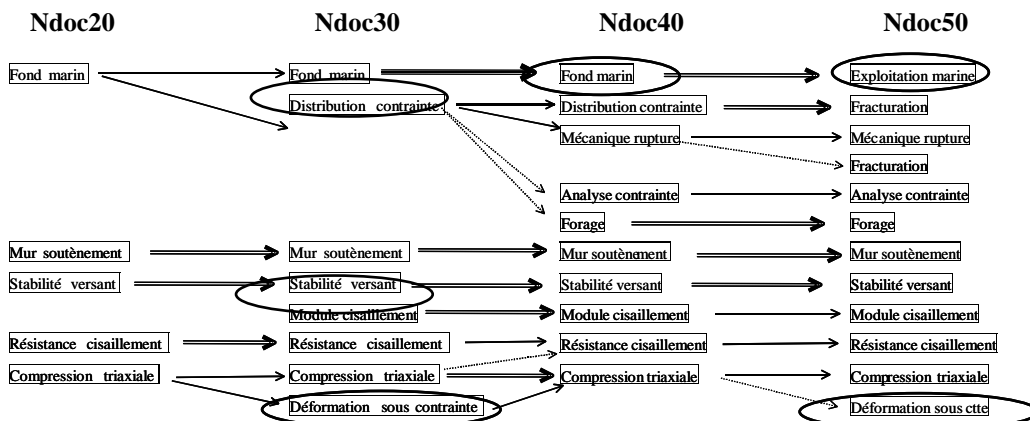 Ndoc20 Ndoc30 Ndoc40 Ndoc50
Fond marin Fond marin Fond marin Exploitation marine
Distribution contrainte Distribution contrainte Fracturation
Mécanique rupture Mécanique rupture
Fracturation
Analyse contrainte Analyse contrainte
Forage Forage
Mur soutènement Mur soutènement Mur soutènement Mur soutènement
Stabilité versant Stabilité versant Stabilité versant Stabilité versant
Module cisaillement Module cisaillement Module cisaillement
Résistance cisaillement Résistance cisaillement Résistance cisaillement Résistance cisaillement
Compression triaxiale Compression triaxiale Compression triaxiale Compression triaxiale
Déformation sous contrainte Déformation sous ctte